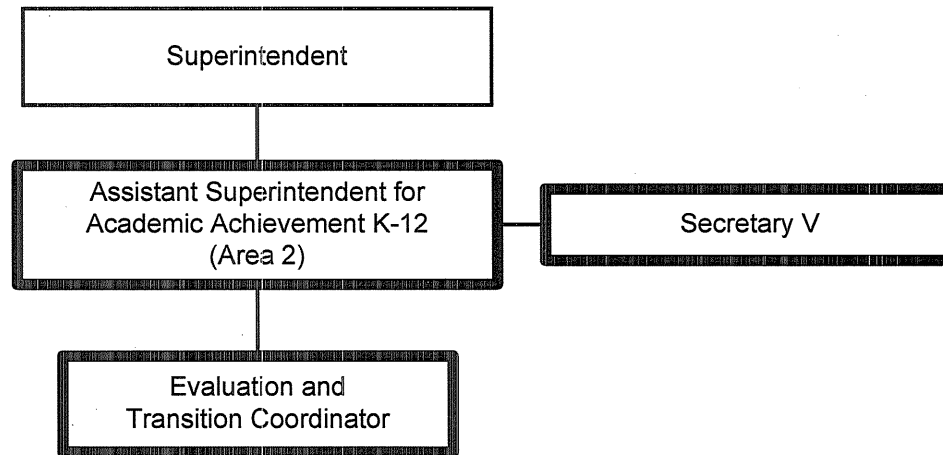 Superintendent
Assistant Superintendent for
Academic Achievement K-12
(Area 2)
Secretary V
Evaluation and
Transition Coordinator